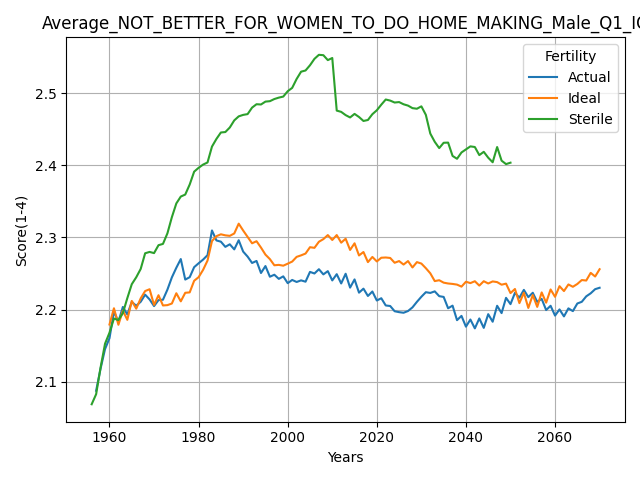 Average_NOT_BETTER_FOR_WOMEN_TO_DO_HOME_MAKING_Male_Q1_IC
Fertility
Actual
Ideal
Sterile
Score(1-4)
2.5
2.4
2.3
2.2
2.1
1960 1980 2000 2020 2040 2060
Years